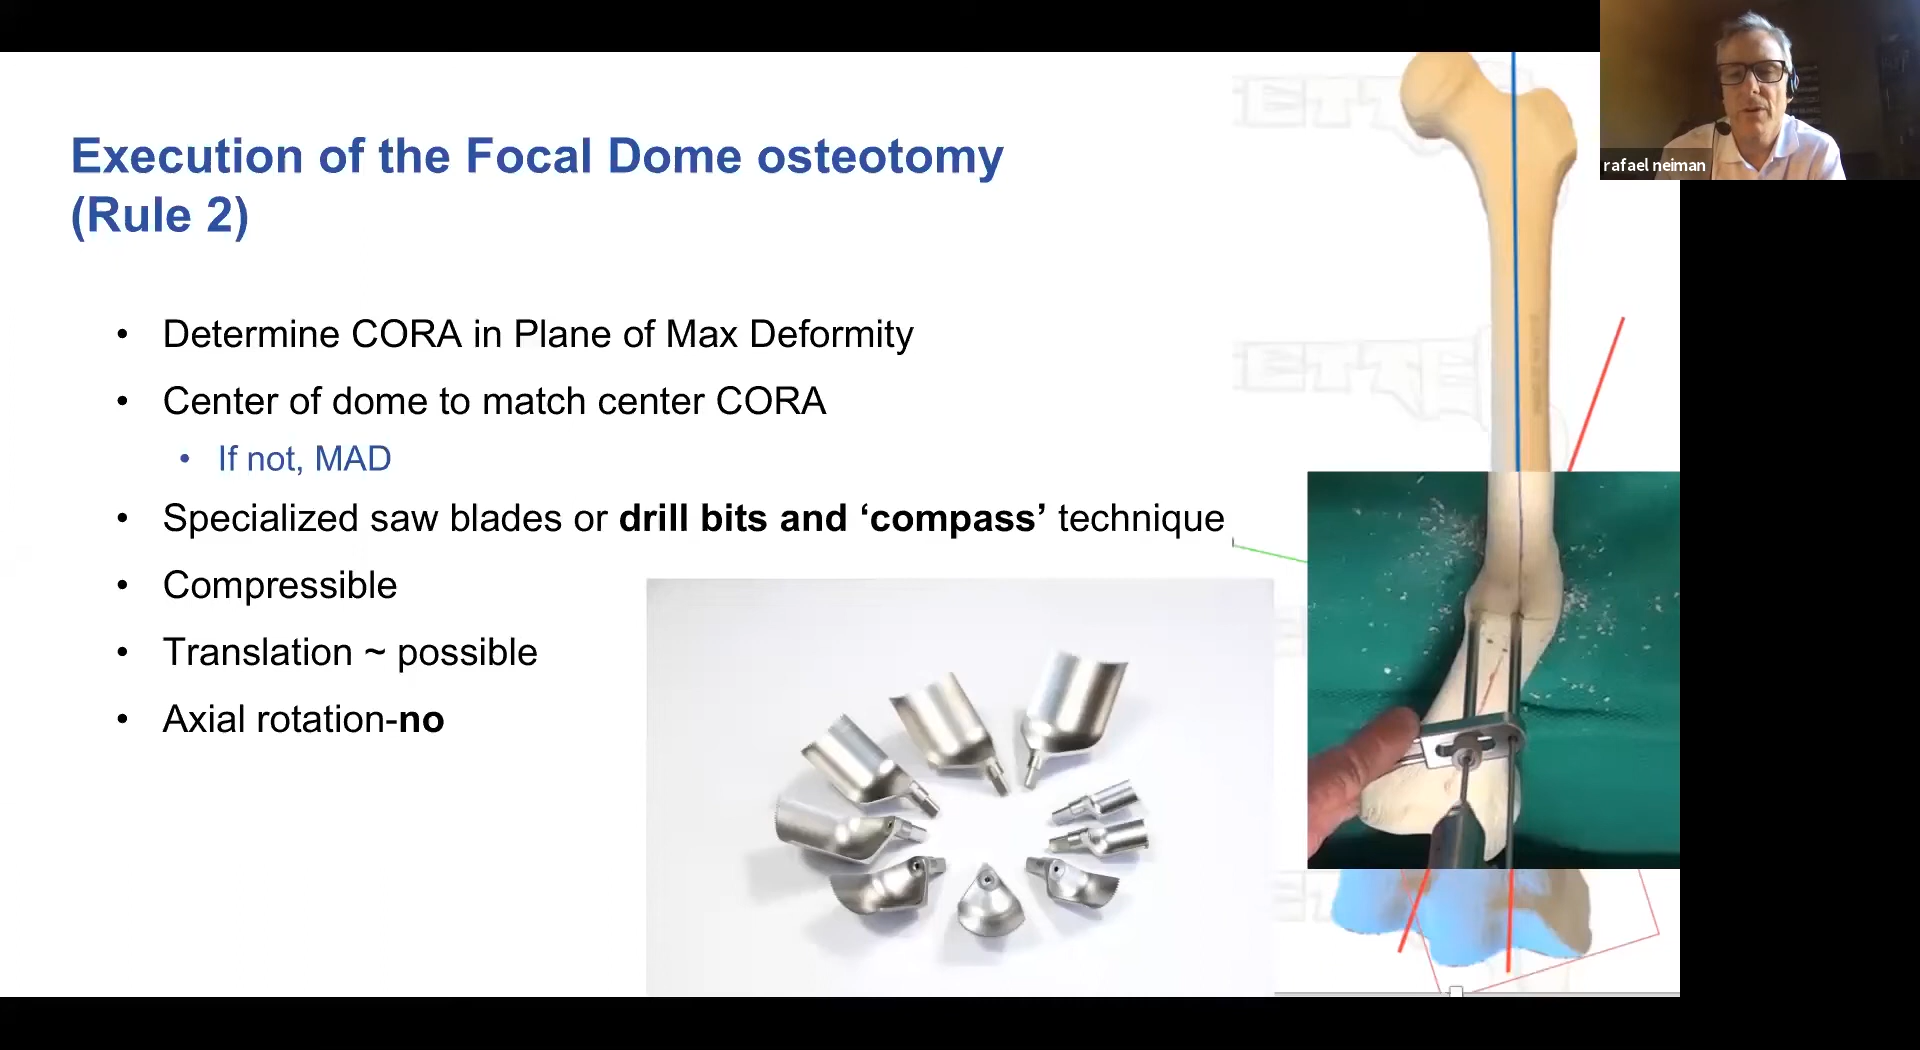 Execution of the Focal Dome osteotomy
(Rule 2)
• Determine CORA in Plane of Max Deformity
• Center of dome to match center CORA
• If not, MAD
• Specialized saw blades or drill bits and ‘compass’ technique
• Compressible
• Translation ~ possible
• Axial rotation-no
rafael neiman